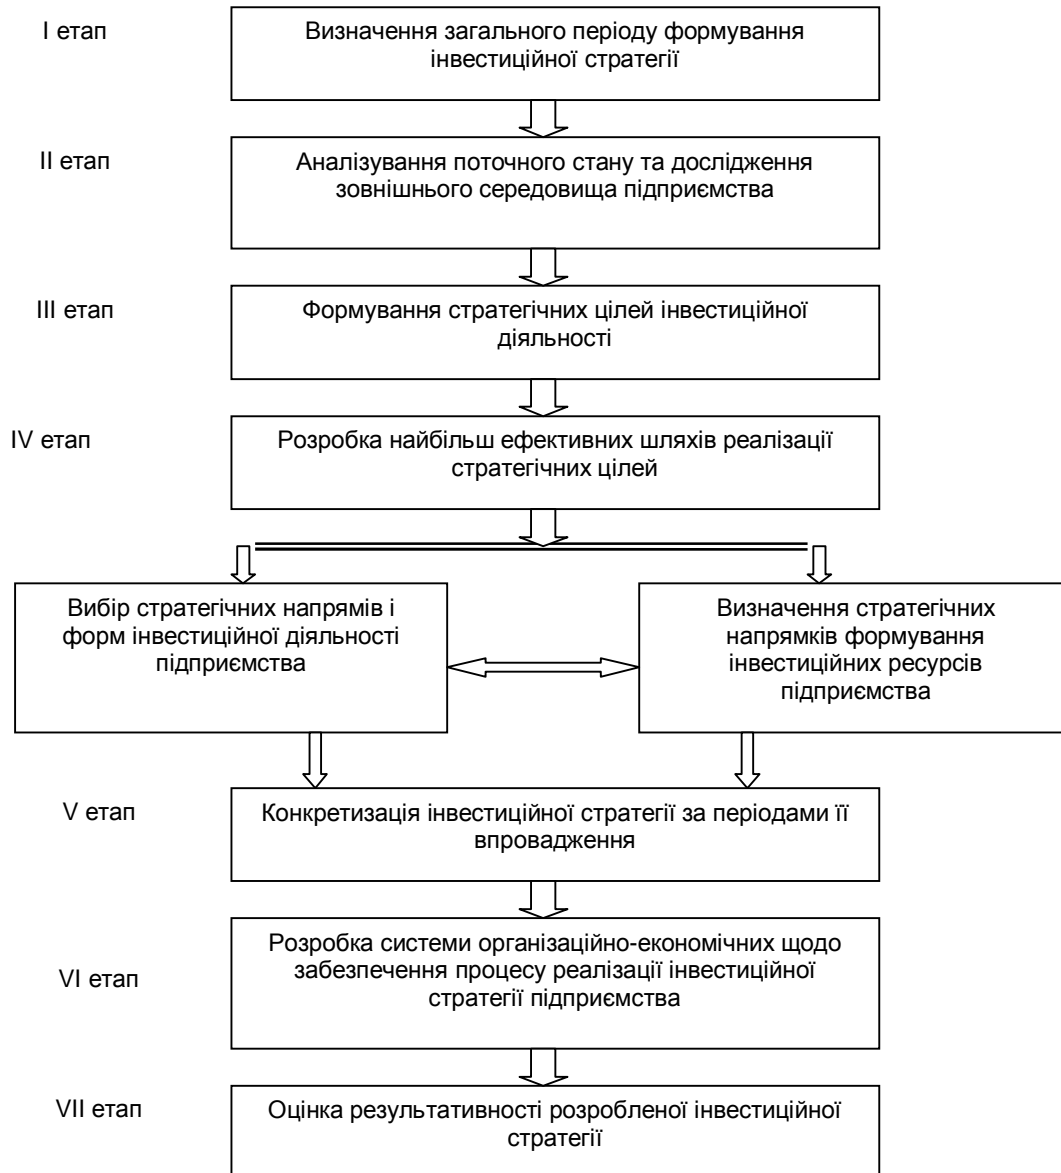 І етап
Визначення загального періоду формування
інвестиційної стратегії
ІІ етап
Аналізування поточного стану та дослідження
зовнішнього середовища підприємства
ІІІ етап
Формування стратегічних цілей інвестиційної
діяльності
IV етап
Розробка найбільш ефективних шляхів реалізації
стратегічних цілей
Вибір стратегічних напрямів і
форм інвестиційної діяльності
підприємства
Визначення стратегічних
напрямків формування
інвестиційних ресурсів
підприємства
V етап
Конкретизація інвестиційної стратегії за періодами її
впровадження
VI етап
Розробка системи організаційно-економічних щодо
забезпечення процесу реалізації інвестиційної
стратегії підприємства
VII етап
Оцінка результативності розробленої інвестиційної
стратегії